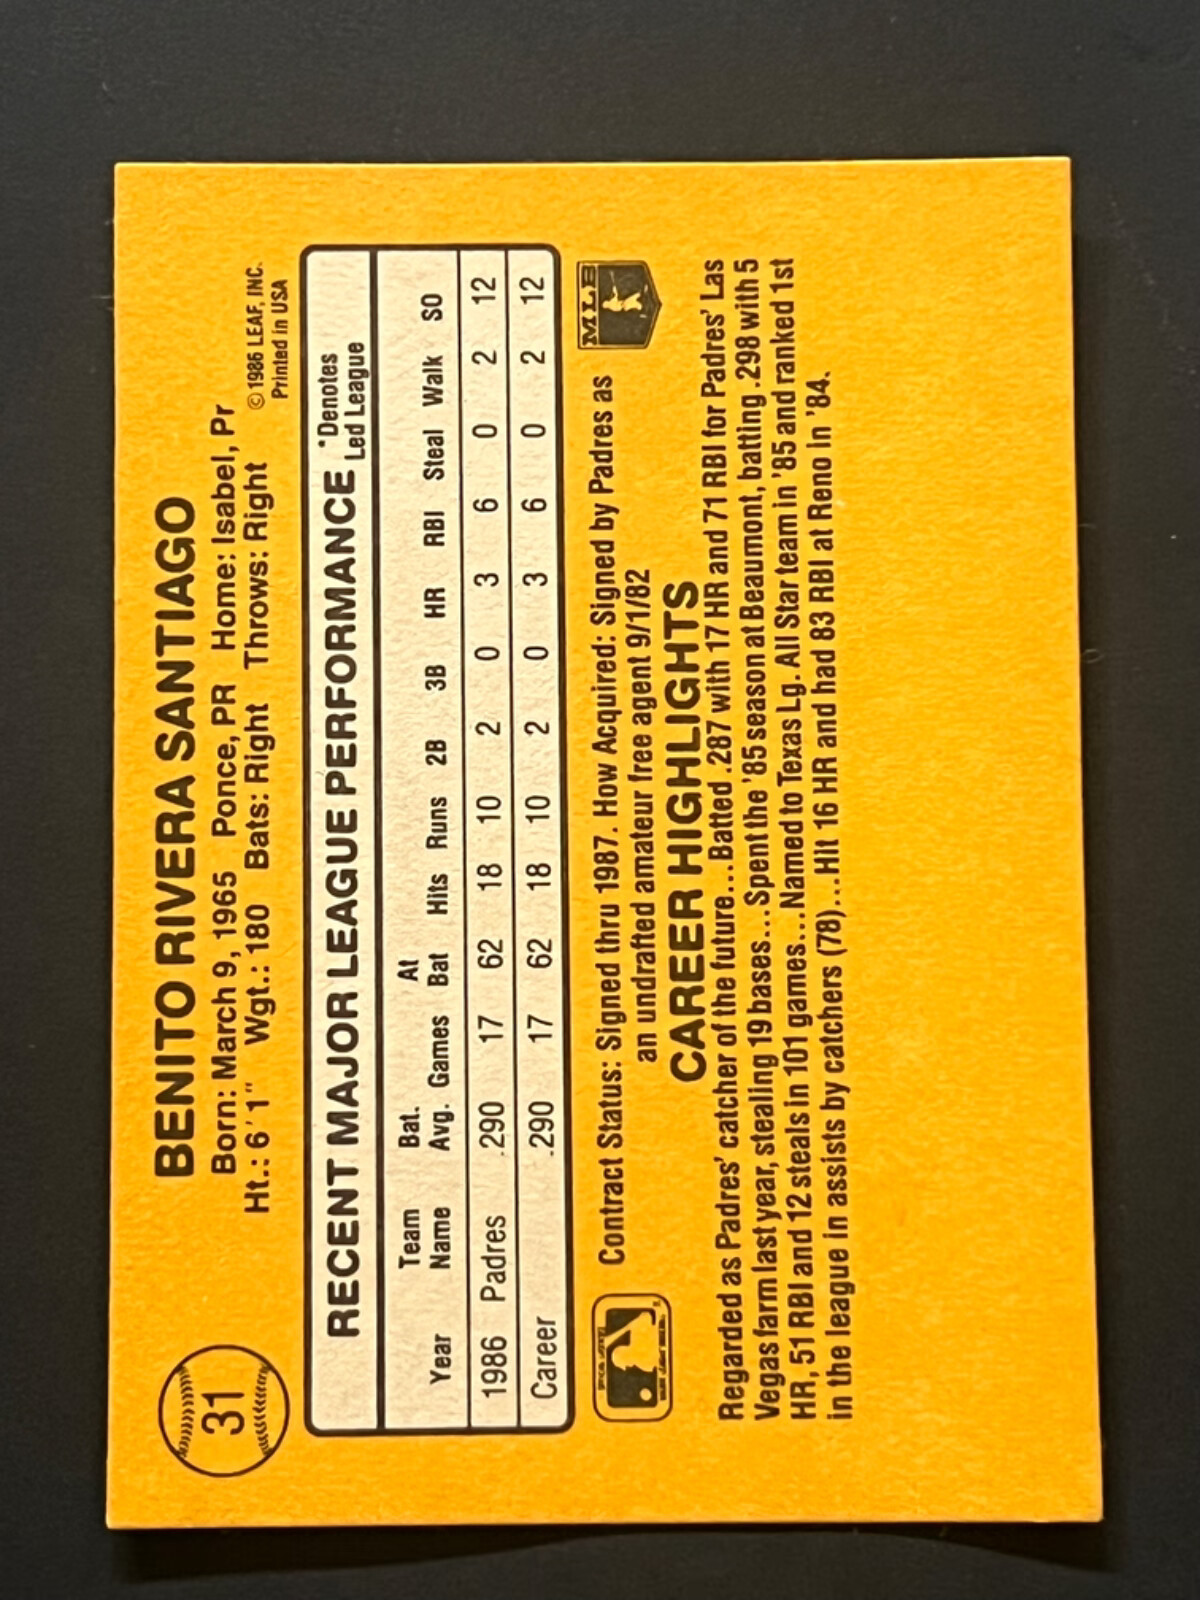 31
BENITO RIVERA SANTIAGO
Born: March 9, 1965 Ponce, PR Home: Isabel, Pr
Ht.: 6'1" Wgt.: 180 Bats: Right Throws: Right
© 1986 LEAF, INC.
Printed in USA
RECENT MAJOR LEAGUE PERFORMANCE *Denotes Led League
Year Team Name Bat. Avg. Games At Bat Hits Runs 2B 3B HR RBI Steal Walk SO
1986 Padres .290 17 62 18 10 2 0 3 6 0 2 12
Career .290 17 62 18 10 2 0 3 6 0 2 12
Contract Status: Signed thru 1987. How Acquired: Signed by Padres as
an undrafted amateur free agent 9/1/82
MLB
CAREER HIGHLIGHTS
Regarded as Padres' catcher of the future...Batted .287 with 17 HR and 71 RBI for Padres' Las
Vegas farm last year, stealing 19 bases...Spent the '85 season at Beaumont, batting .298 with 5
HR, 51 RBI and 12 steals in 101 games...Named to Texas Lg. All Star team in '85 and ranked 1st
in the league in assists by catchers (78)...Hit 16 HR and had 83 RBI at Reno in '84.